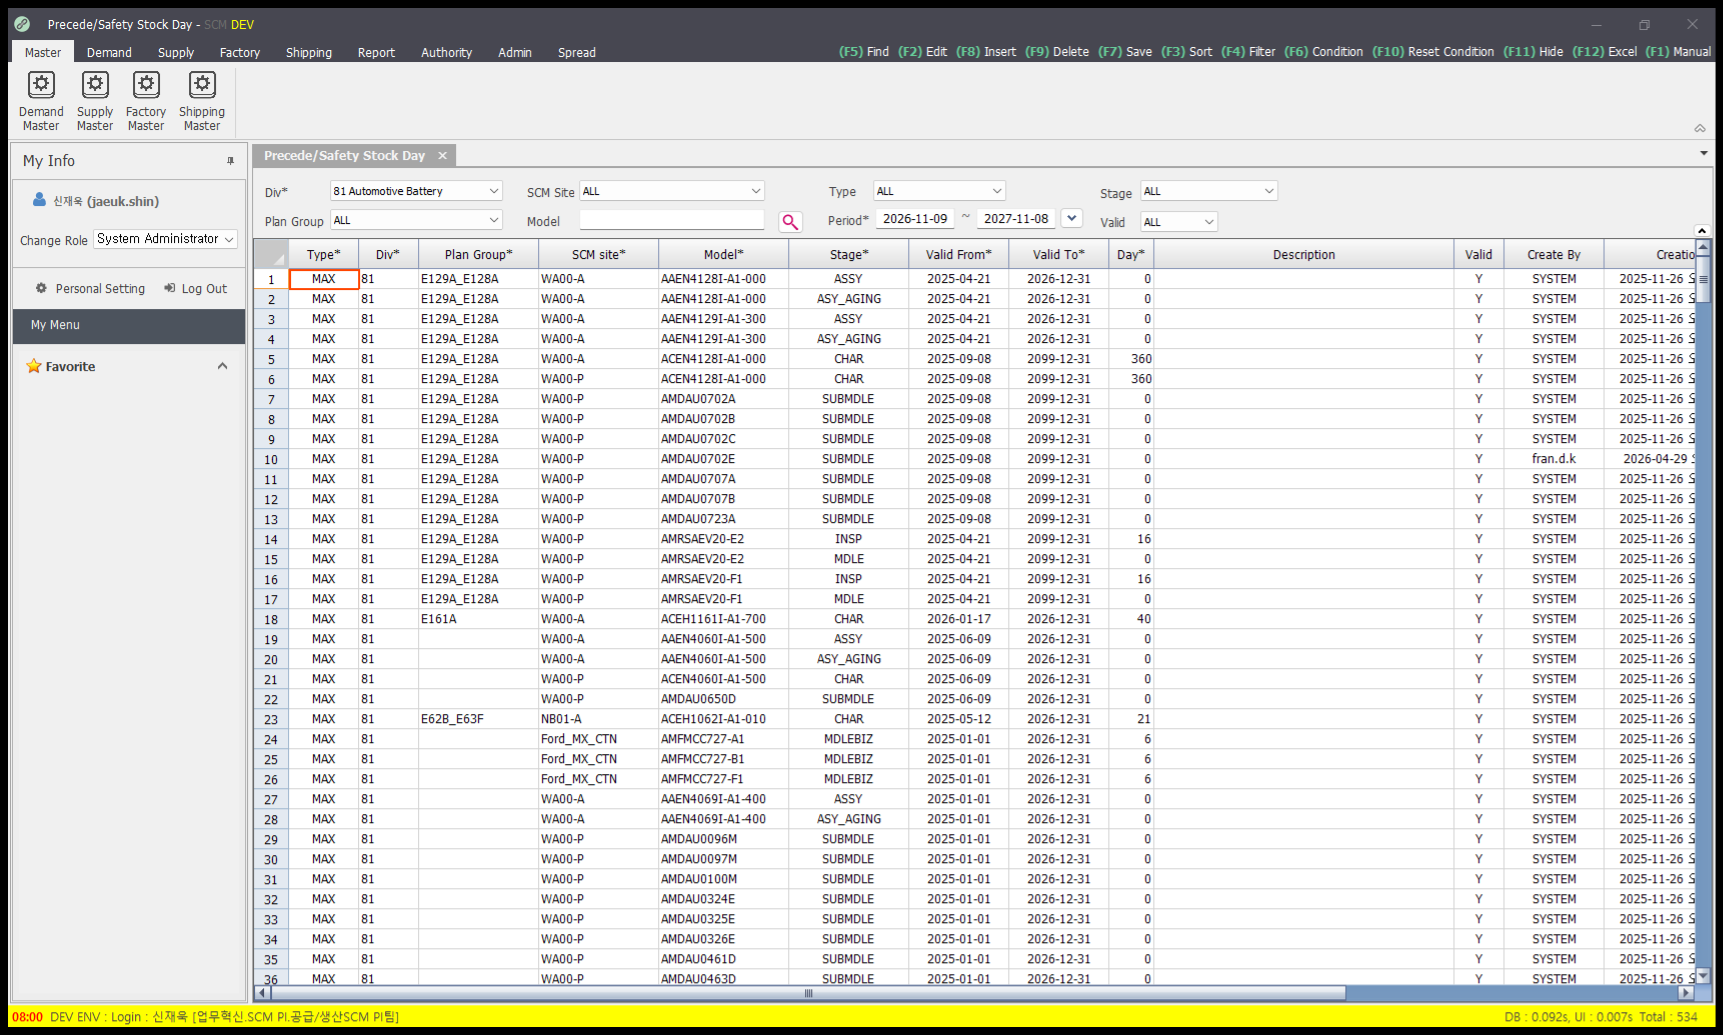 Precede/Safety Stock Day - SCM DEV
Master Demand Supply Factory Shipping Report Authority Admin Spread (F5) Find (F2) Edit (F8) Insert (F9) Delete (F7) Save (F3) Sort (F4) Filter (F6) Condition (F10) Reset Condition (F11) Hide (F12) Excel (F1) Manual
Demand Master Supply Master Factory Master Shipping Master
My Info
신재욱 (jaeuk.shin)
Change Role System Administrator
Personal Setting Log Out
My Menu
Favorite
Precede/Safety Stock Day
Div* 81 Automotive Battery SCM Site ALL Type ALL Stage ALL
Plan Group ALL Model Period* 2026-11-09 ~ 2027-11-08 Valid ALL
Type* Div* Plan Group* SCM site* Model* Stage* Valid From* Valid To* Day* Description Valid Create By Creatio
1 MAX 81 E129A_E128A WA00-A AAEN4128I-A1-000 ASSY 2025-04-21 2026-12-31 0 Y SYSTEM 2025-11-26
2 MAX 81 E129A_E128A WA00-A AAEN4128I-A1-000 ASY_AGING 2025-04-21 2026-12-31 0 Y SYSTEM 2025-11-26
3 MAX 81 E129A_E128A WA00-A AAEN4129I-A1-300 ASSY 2025-04-21 2026-12-31 0 Y SYSTEM 2025-11-26
4 MAX 81 E129A_E128A WA00-A AAEN4129I-A1-300 ASY_AGING 2025-04-21 2026-12-31 0 Y SYSTEM 2025-11-26
5 MAX 81 E129A_E128A WA00-A ACEN4128I-A1-000 CHAR 2025-09-08 2099-12-31 360 Y SYSTEM 2025-11-26
6 MAX 81 E129A_E128A WA00-P ACEN4128I-A1-000 CHAR 2025-09-08 2099-12-31 360 Y SYSTEM 2025-11-26
7 MAX 81 E129A_E128A WA00-P AMDAU0702A SUBMDLE 2025-09-08 2099-12-31 0 Y SYSTEM 2025-11-26
8 MAX 81 E129A_E128A WA00-P AMDAU0702B SUBMDLE 2025-09-08 2099-12-31 0 Y SYSTEM 2025-11-26
9 MAX 81 E129A_E128A WA00-P AMDAU0702C SUBMDLE 2025-09-08 2099-12-31 0 Y SYSTEM 2025-11-26
10 MAX 81 E129A_E128A WA00-P AMDAU0702E SUBMDLE 2025-09-08 2099-12-31 0 Y fran.d.k 2026-04-29
11 MAX 81 E129A_E128A WA00-P AMDAU0707A SUBMDLE 2025-09-08 2099-12-31 0 Y SYSTEM 2025-11-26
12 MAX 81 E129A_E128A WA00-P AMDAU0707B SUBMDLE 2025-09-08 2099-12-31 0 Y SYSTEM 2025-11-26
13 MAX 81 E129A_E128A WA00-P AMDAU0723A SUBMDLE 2025-09-08 2099-12-31 0 Y SYSTEM 2025-11-26
14 MAX 81 E129A_E128A WA00-P AMRSAEV20-E2 INSP 2025-04-21 2099-12-31 16 Y SYSTEM 2025-11-26
15 MAX 81 E129A_E128A WA00-P AMRSAEV20-E2 MDLE 2025-04-21 2099-12-31 0 Y SYSTEM 2025-11-26
16 MAX 81 E129A_E128A WA00-P AMRSAEV20-F1 INSP 2025-04-21 2099-12-31 16 Y SYSTEM 2025-11-26
17 MAX 81 E129A_E128A WA00-P AMRSAEV20-F1 MDLE 2025-04-21 2099-12-31 0 Y SYSTEM 2025-11-26
18 MAX 81 E161A WA00-A ACEH1161I-A1-700 CHAR 2026-01-17 2026-12-31 40 Y SYSTEM 2025-11-26
19 MAX 81 WA00-A AAEN4060I-A1-500 ASSY 2025-06-09 2026-12-31 0 Y SYSTEM 2025-11-26
20 MAX 81 WA00-A AAEN4060I-A1-500 ASY_AGING 2025-06-09 2026-12-31 0 Y SYSTEM 2025-11-26
21 MAX 81 WA00-P ACEN4060I-A1-500 CHAR 2025-06-09 2026-12-31 0 Y SYSTEM 2025-11-26
22 MAX 81 WA00-P AMDAU0650D SUBMDLE 2025-06-09 2026-12-31 0 Y SYSTEM 2025-11-26
23 MAX 81 E62B_E63F NB01-A ACEH1062I-A1-010 CHAR 2025-05-12 2026-12-31 21 Y SYSTEM 2025-11-26
24 MAX 81 Ford_MX_CTN AMFMCC727-A1 MDLEBIZ 2025-01-01 2026-12-31 6 Y SYSTEM 2025-11-26
25 MAX 81 Ford_MX_CTN AMFMCC727-B1 MDLEBIZ 2025-01-01 2026-12-31 6 Y SYSTEM 2025-11-26
26 MAX 81 Ford_MX_CTN AMFMCC727-F1 MDLEBIZ 2025-01-01 2026-12-31 6 Y SYSTEM 2025-11-26
27 MAX 81 WA00-A AAEN4069I-A1-400 ASSY 2025-01-01 2026-12-31 0 Y SYSTEM 2025-11-26
28 MAX 81 WA00-A AAEN4069I-A1-400 ASY_AGING 2025-01-01 2026-12-31 0 Y SYSTEM 2025-11-26
29 MAX 81 WA00-P AMDAU0096M SUBMDLE 2025-01-01 2026-12-31 0 Y SYSTEM 2025-11-26
30 MAX 81 WA00-P AMDAU0097M SUBMDLE 2025-01-01 2026-12-31 0 Y SYSTEM 2025-11-26
31 MAX 81 WA00-P AMDAU0100M SUBMDLE 2025-01-01 2026-12-31 0 Y SYSTEM 2025-11-26
32 MAX 81 WA00-P AMDAU0324E SUBMDLE 2025-01-01 2026-12-31 0 Y SYSTEM 2025-11-26
33 MAX 81 WA00-P AMDAU0325E SUBMDLE 2025-01-01 2026-12-31 0 Y SYSTEM 2025-11-26
34 MAX 81 WA00-P AMDAU0326E SUBMDLE 2025-01-01 2026-12-31 0 Y SYSTEM 2025-11-26
35 MAX 81 WA00-P AMDAU0461D SUBMDLE 2025-01-01 2026-12-31 0 Y SYSTEM 2025-11-26
36 MAX 81 WA00-P AMDAU0463D SUBMDLE 2025-01-01 2026-12-31 0 Y SYSTEM 2025-11-26
08:00 DEV ENV : Login : 신재욱 [업무혁신.SCM PI.공급/생산SCM PI팀] DB : 0.092s, UI : 0.007s Total : 534